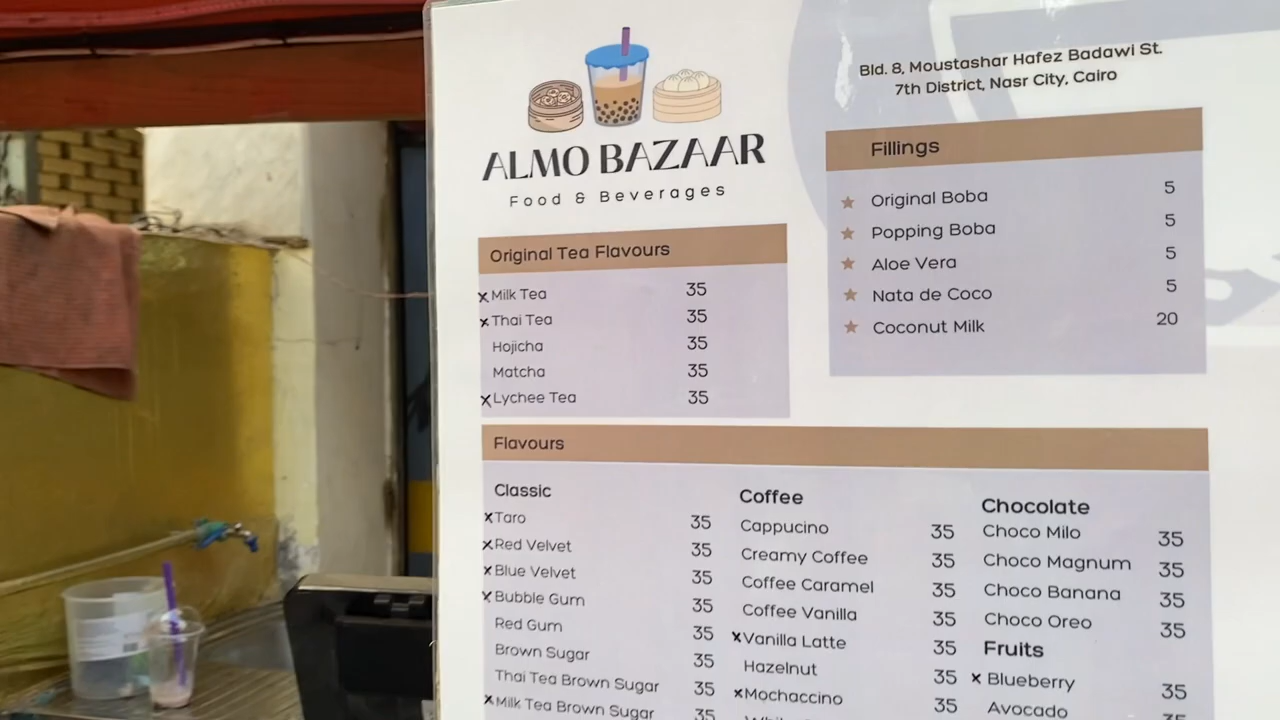 ALMO BAZAAR
Food & Beverages
Bld. 8, Moustashar Hafez Badawi St.
7th District, Nasr City, Cairo
Fillings
Original Boba 5
Popping Boba 5
Aloe Vera 5
Nata de Coco 5
Coconut Milk 20
Original Tea Flavours
x Milk Tea 35
x Thai Tea 35
Hojicha 35
Matcha 35
x Lychee Tea 35
Flavours
Classic
x Taro 35
x Red Velvet 35
x Blue Velvet 35
x Bubble Gum 35
Red Gum 35
Brown Sugar 35
Thai Tea Brown Sugar 35
x Milk Tea Brown Sugar 35
Coffee
Cappucino 35
Creamy Coffee 35
Coffee Caramel 35
Coffee Vanilla 35
x Vanilla Latte 35
Hazelnut 35
x Mochaccino 35
Chocolate
Choco Milo 35
Choco Magnum 35
Choco Banana 35
Choco Oreo 35
Fruits
x Blueberry 35
Avocado 35